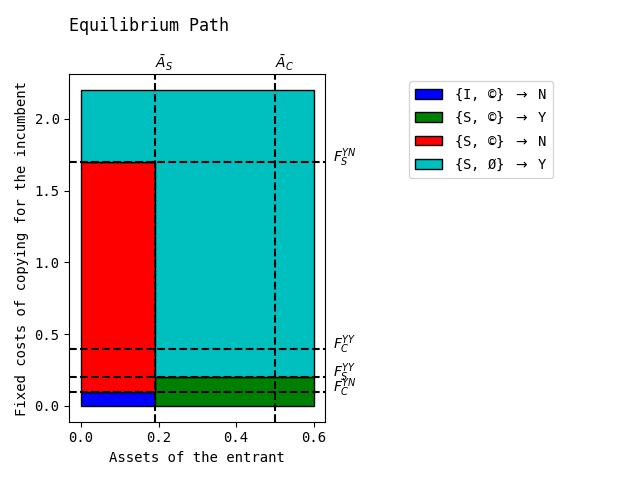 Equilibrium Path
Ā_S
Ā_C
{I, ©} → N
{S, ©} → Y
{S, ©} → N
{S, Ø} → Y
Fixed costs of copying for the incumbent
2.0
1.5
1.0
0.5
0.0
F_S^YN
F_C^YY
F_S^YY
F_C^YN
0.0 0.2 0.4 0.6
Assets of the entrant